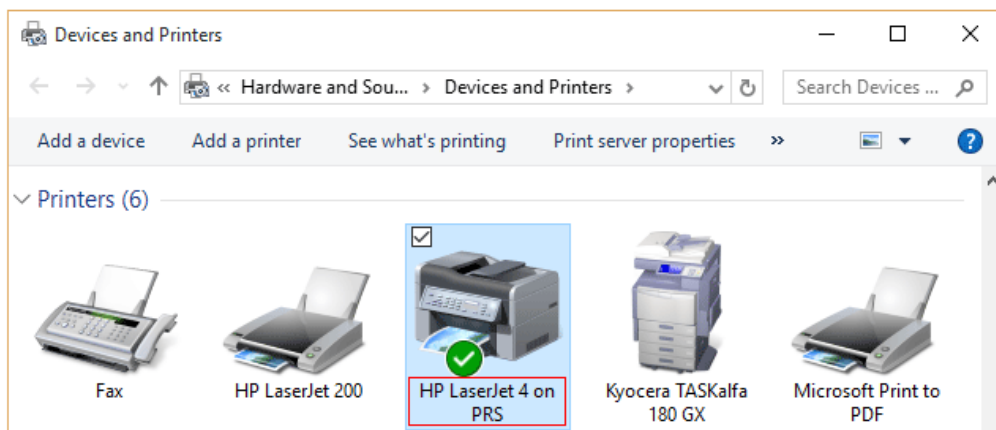 Devices and Printers
« Hardware and Sou... › Devices and Printers ›
Search Devices ...
Add a device Add a printer See what's printing Print server properties »
Printers (6)
Fax
HP LaserJet 200
HP LaserJet 4 on
PRS
Kyocera TASKalfa
180 GX
Microsoft Print to
PDF